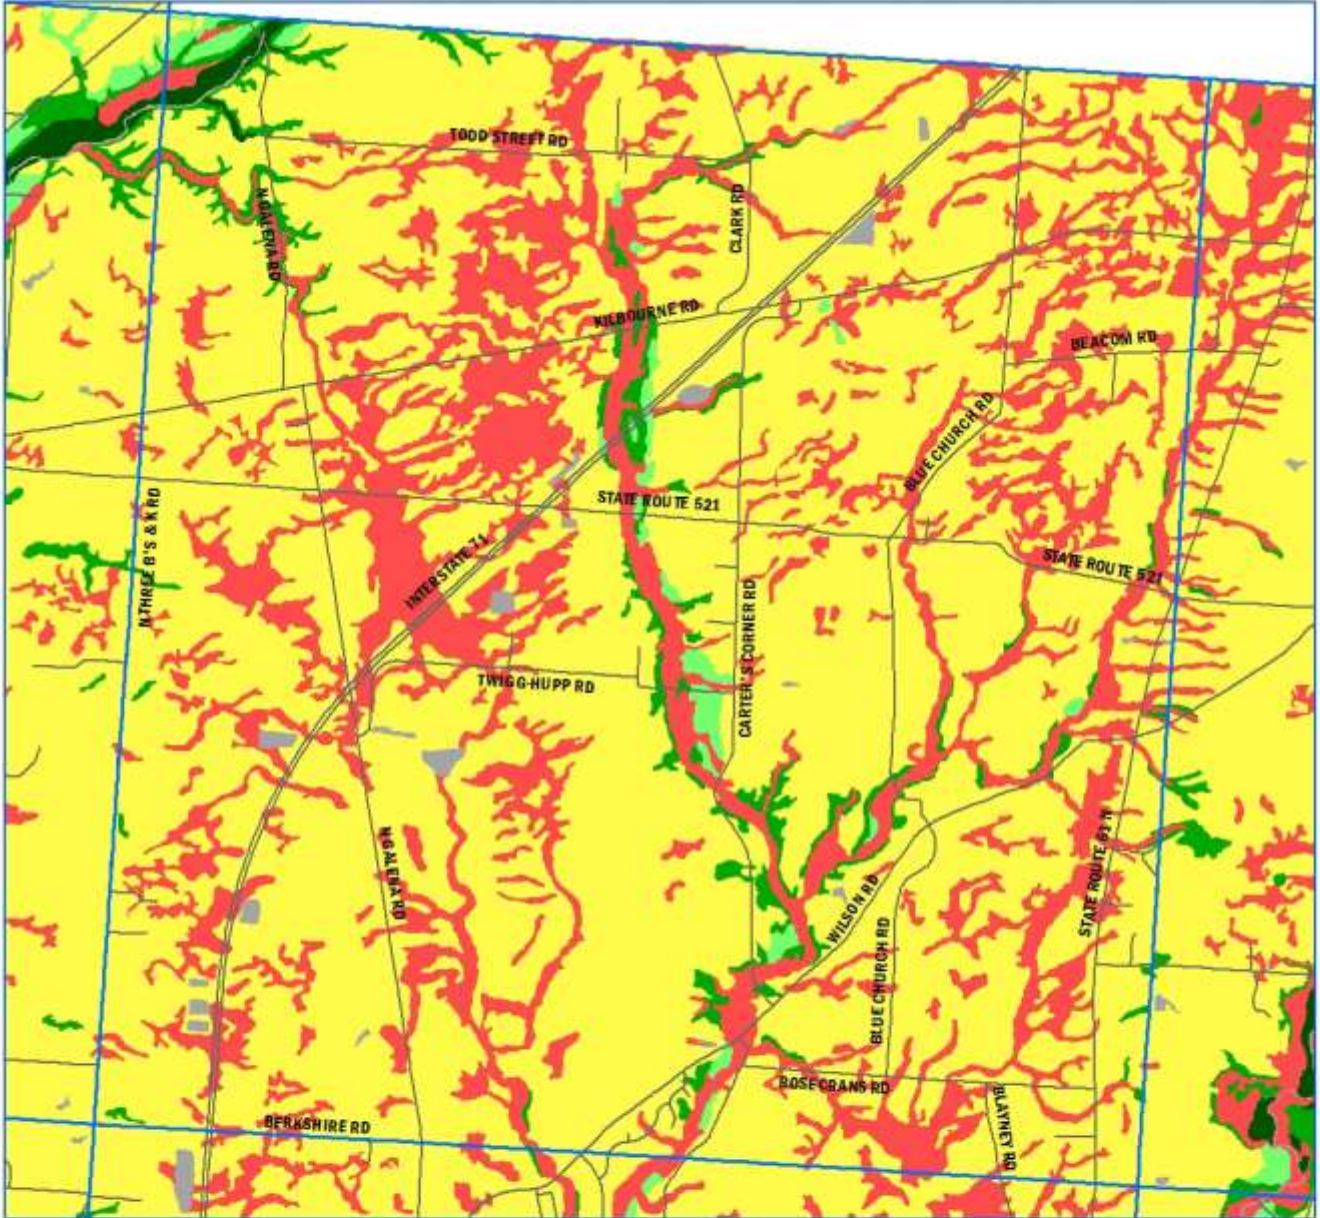 TODD STREET RD
N GALENA RD
CLARK RD
KILBOURNE RD
BEACOM RD
BLUE CHURCH RD
STATE ROUTE 521
N THREE B'S & K RD
INTERSTATE 71
STATE ROUTE 521
CARTER'S CORNER RD
TWIGG-HUPP RD
N GALENA RD
STATE ROUTE 61 N
WILSON RD
BLUE CHURCH RD
ROSECRANS RD
BLAYNEY RD
BERKSHIRE RD